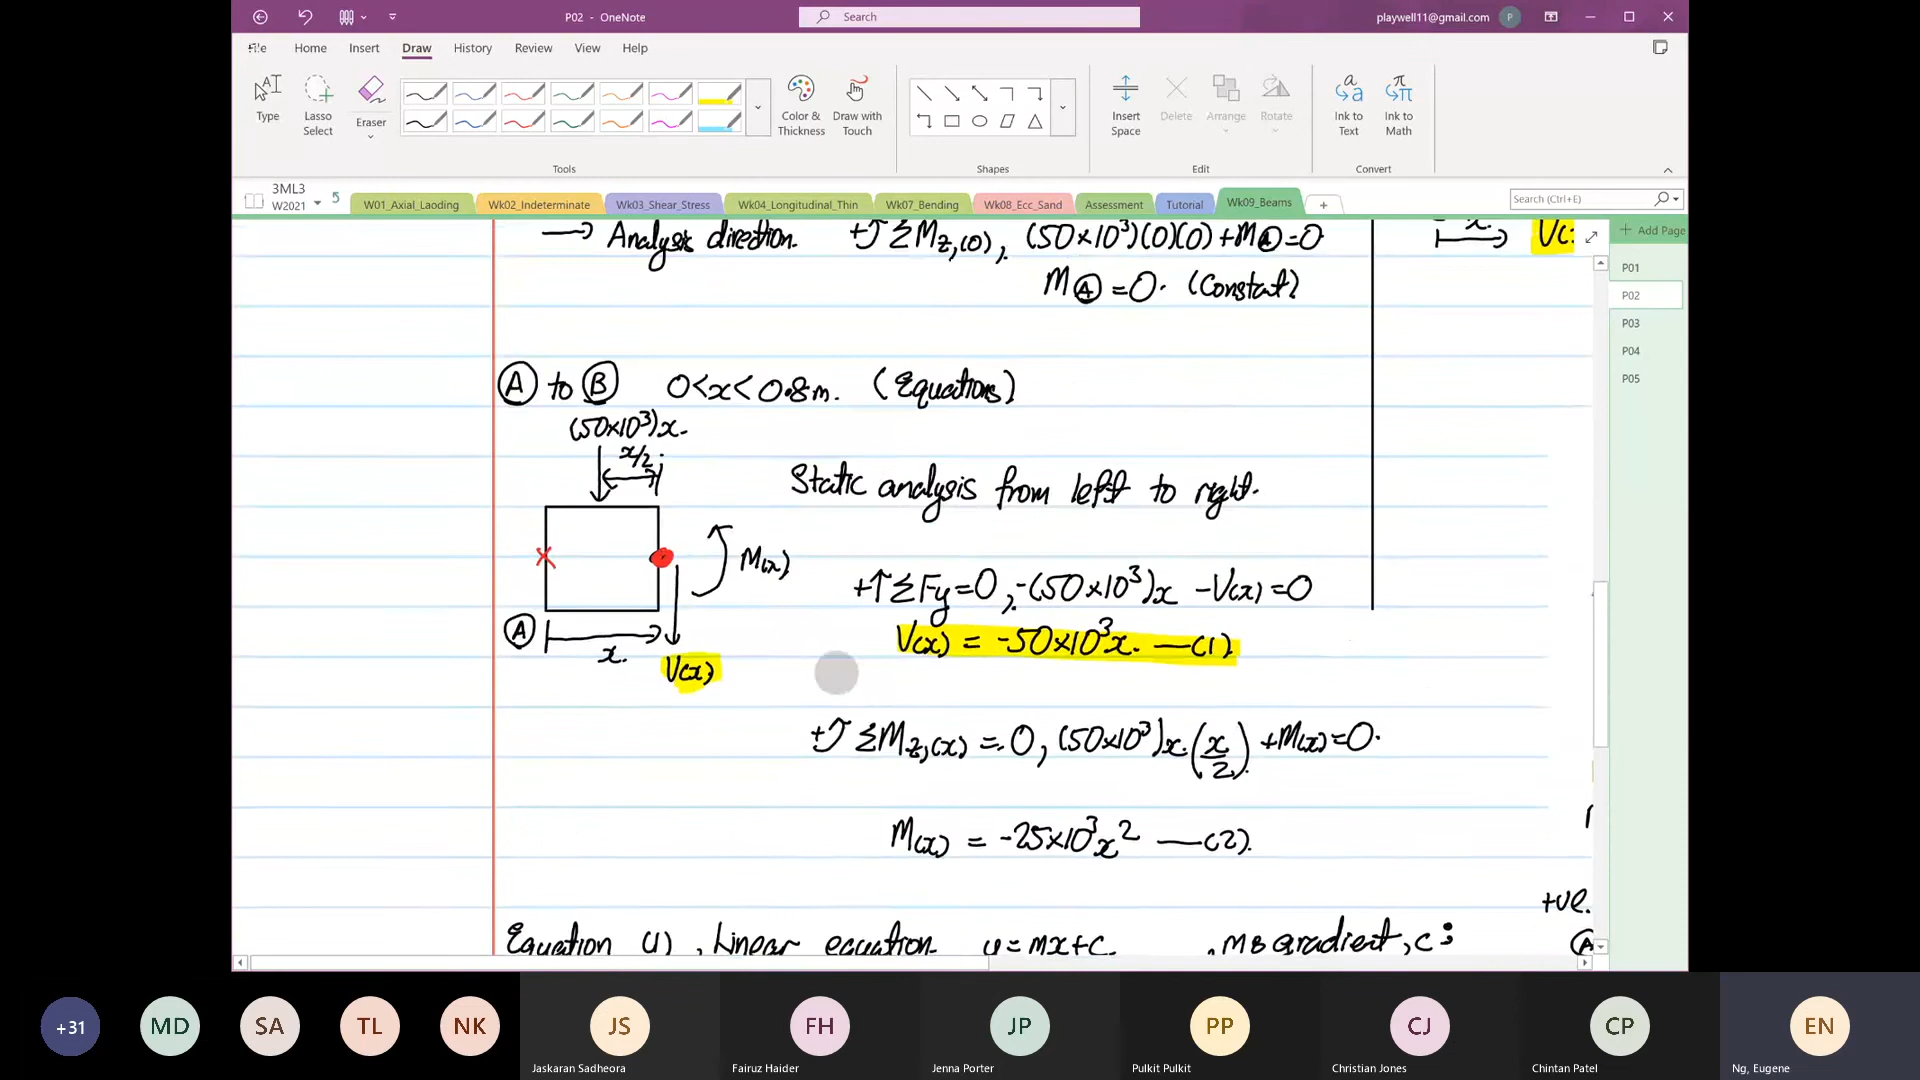 P02 - OneNote
Search
playwell11@gmail.com
P
File Home Insert Draw History Review View Help
Type
Lasso Select
Eraser
Color & Thickness
Draw with Touch
Insert Space
Delete
Arrange
Rotate
Ink to Text
Ink to Math
Tools
Shapes
Edit
Convert
3ML3 W2021
W01_Axial_Laoding
Wk02_Indeterminate
Wk03_Shear_Stress
Wk04_Longitudinal_Thin
Wk07_Bending
Wk08_Ecc_Sand
Assessment
Tutorial
Wk09_Beams
Search (Ctrl+E)
Add Page
P01
P02
P03
P04
P05
→ Analysis direction. +↺ΣMz,(0), (50×10³)(0)(0)+MⒶ=0
x. V(
MⒶ=0. (Constat)
Ⓐ to Ⓑ 0<x<0.8m. (Equations)
(50×10³)x.
x/2
Static analysis from left to right.
M(x)
+↑ΣFy=0, -(50×10³)x -V(x)=0
Ⓐ
x.
V(x)
V(x) = -50×10³x. —(1).
+↺ΣMz,(x) = 0, (50×10³)x.(x/2) +M(x)=0.
M(x) = -25×10³x² —(2).
+ve.
Equation (1), Linear equation y=mx+c. , m=gradient, c:
+31
MD
SA
TL
NK
JS
Jaskaran Sadheora
FH
Fairuz Haider
JP
Jenna Porter
PP
Pulkit Pulkit
CJ
Christian Jones
CP
Chintan Patel
EN
Ng, Eugene